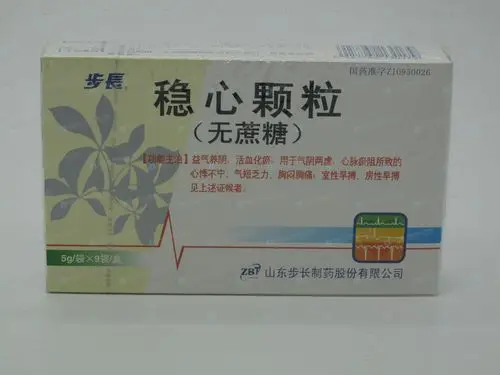 步長
国药准字Z10950026
稳心颗粒
（无蔗糖）
【功能主治】益气养阴，活血化瘀。用于气阴两虚，心脉瘀阻所致的
心悸不宁、气短乏力、胸闷胸痛；室性早搏、房性早搏
见上述证候者。
5g/袋×9袋/盒
ZBT 山东步长制药股份有限公司